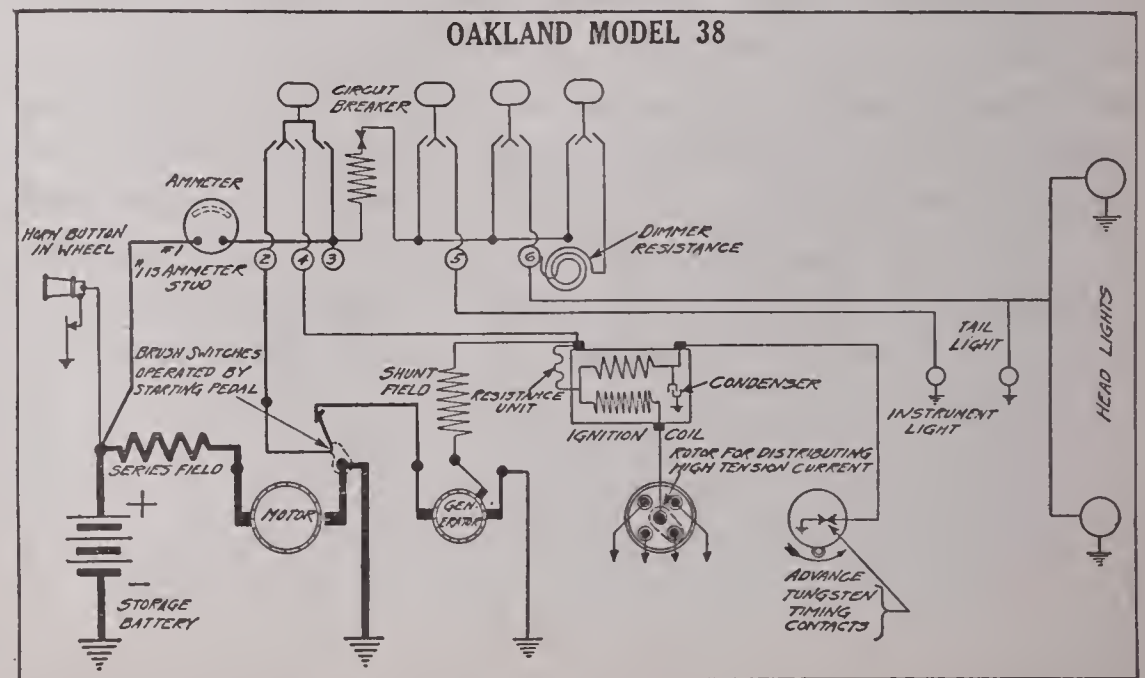 OAKLAND MODEL 38
CIRCUIT
BREAKER
AMMETER
HORN BUTTON
IN WHEEL
#1
#1 IS AMMETER
STUD
2
4
3
5
6
DIMMER
RESISTANCE
BRUSH SWITCHES
OPERATED BY
STARTING PEDAL
SHUNT
FIELD
RESISTANCE
UNIT
CONDENSER
IGNITION COIL
TAIL
LIGHT
INSTRUMENT
LIGHT
HEAD LIGHTS
SERIES FIELD
MOTOR
GEN-
ERATOR
ROTOR FOR DISTRIBUTING
HIGH TENSION CURRENT
+
-
STORAGE
BATTERY
ADVANCE
TUNGSTEN
TIMING
CONTACTS